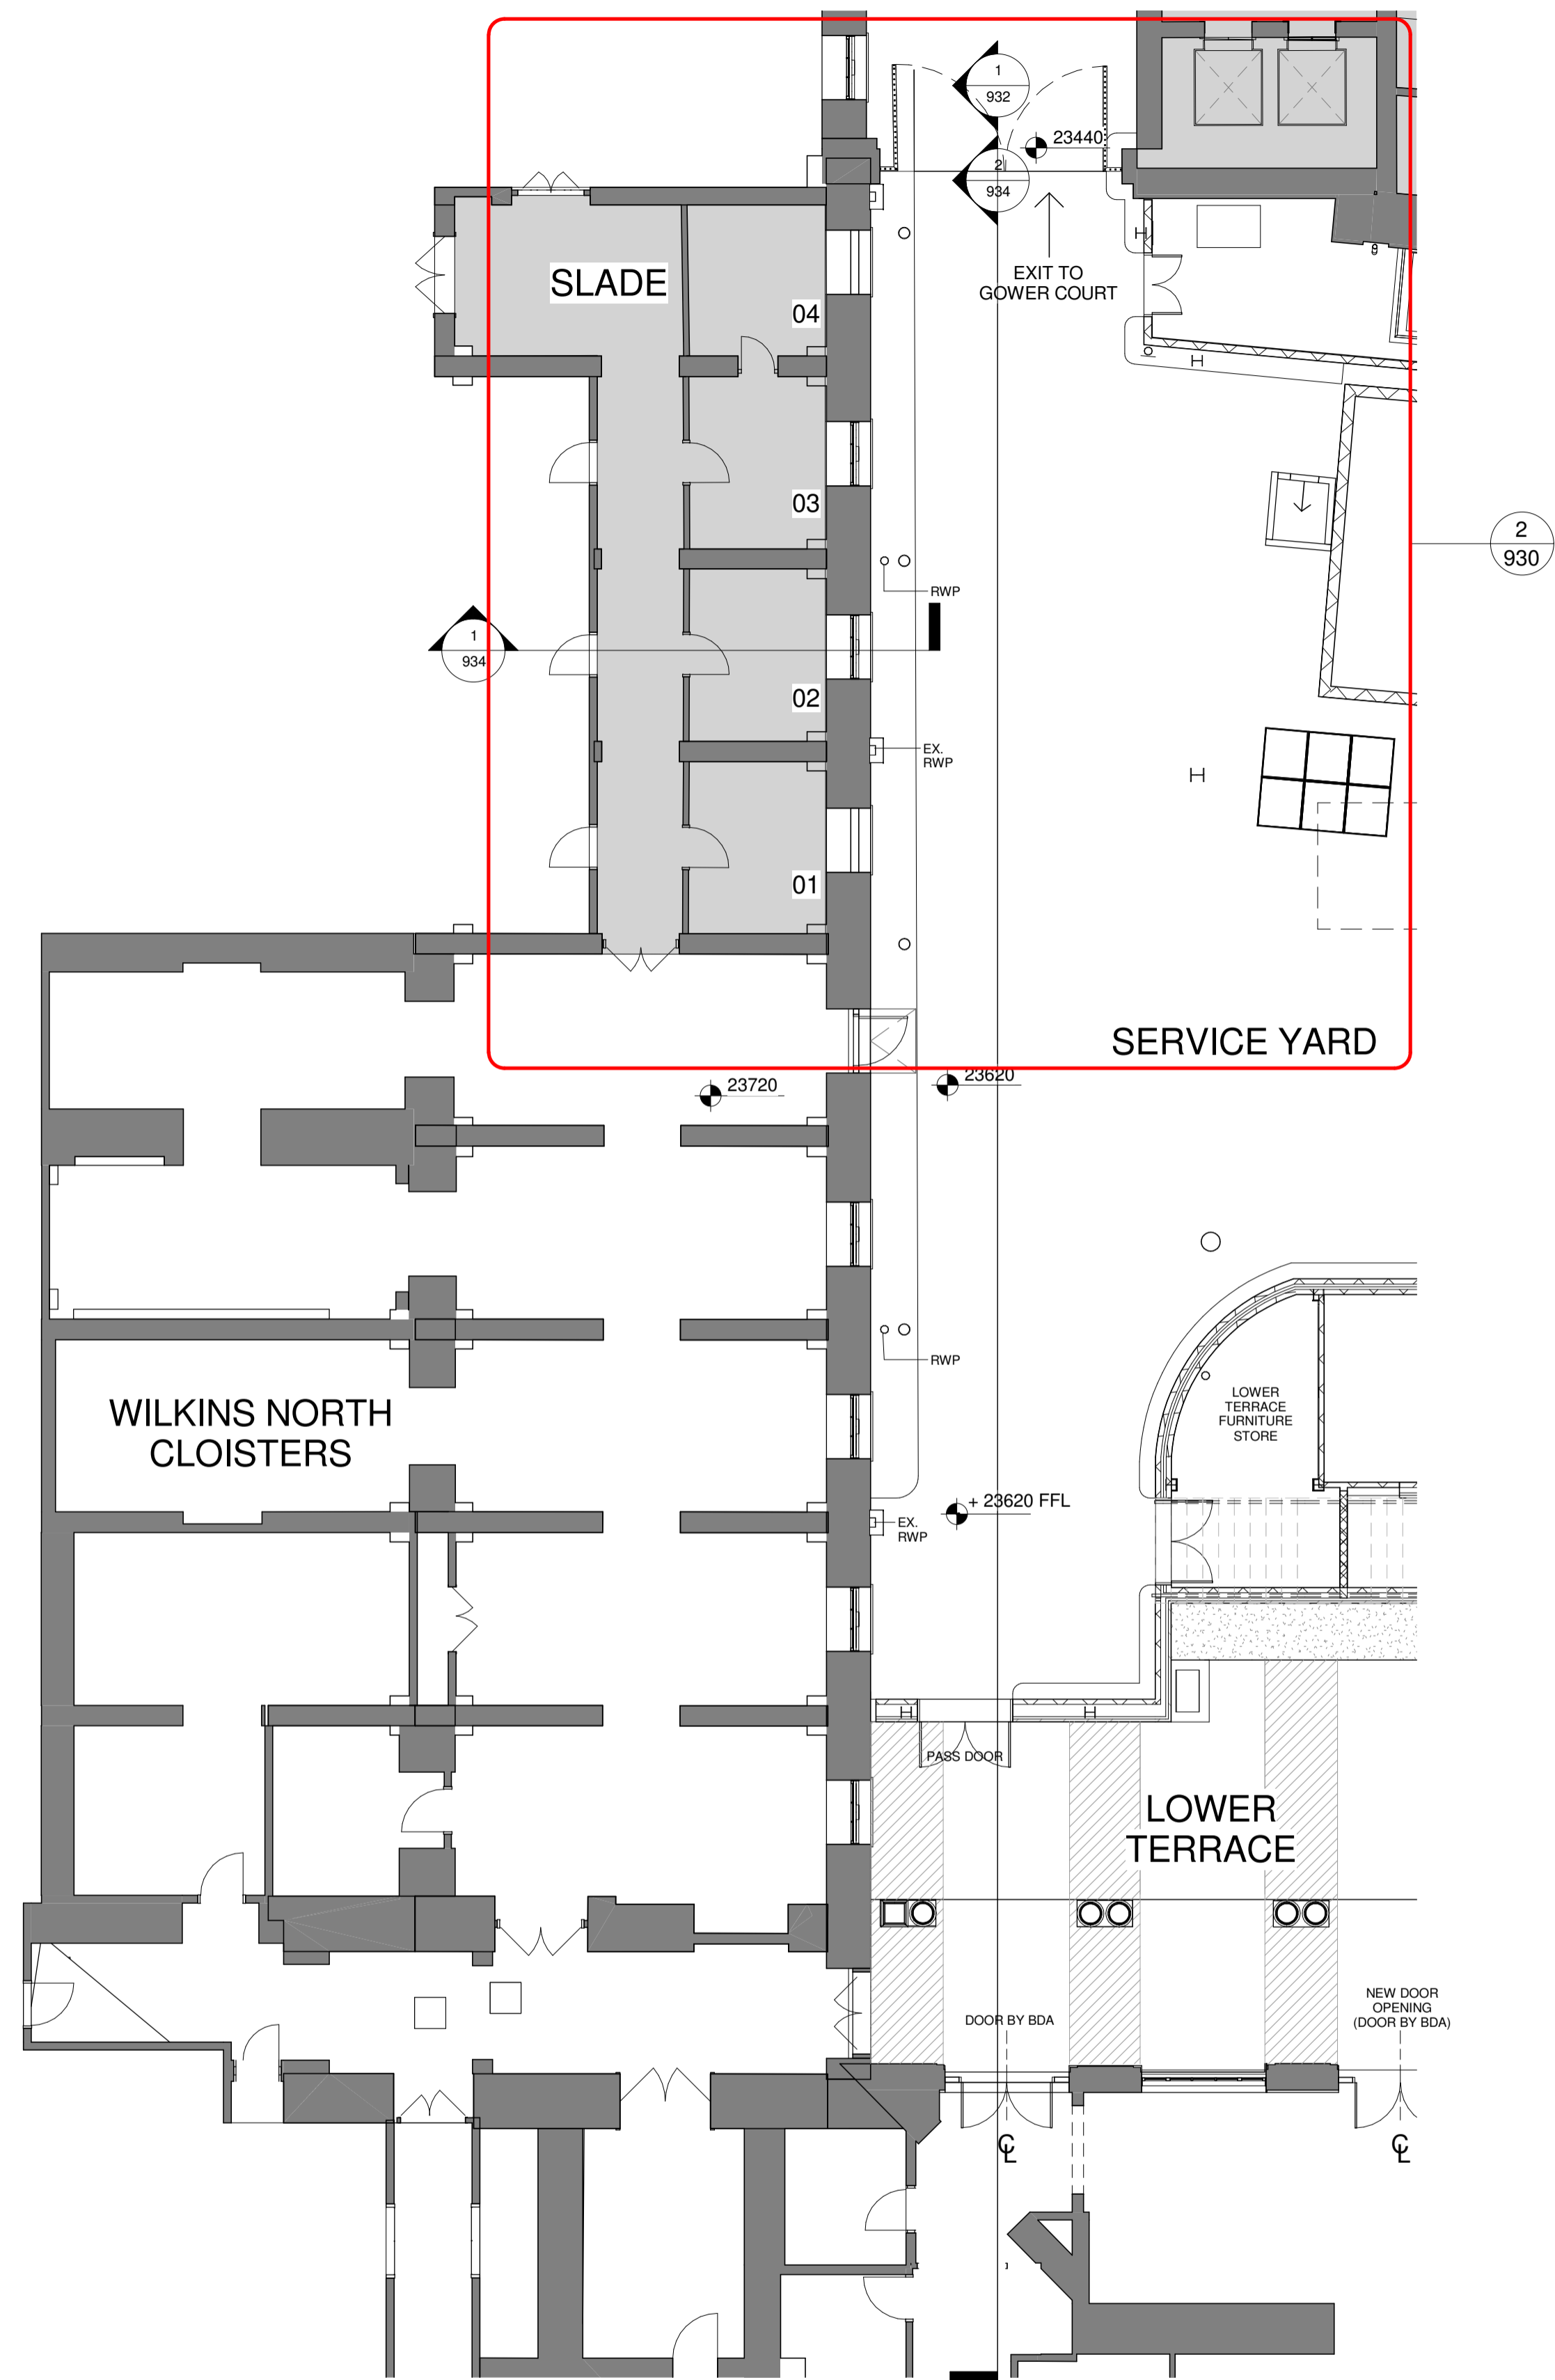 1
932
23440
2
934
EXIT TO
GOWER COURT
SLADE
04
03
2
930
RWP
1
934
02
EX.
RWP
01
SERVICE YARD
23720
23620
RWP
LOWER
TERRACE
FURNITURE
STORE
WILKINS NORTH
CLOISTERS
+ 23620 FFL
EX.
RWP
PASS DOOR
LOWER
TERRACE
DOOR BY BDA
NEW DOOR
OPENING
(DOOR BY BDA)
℄
℄